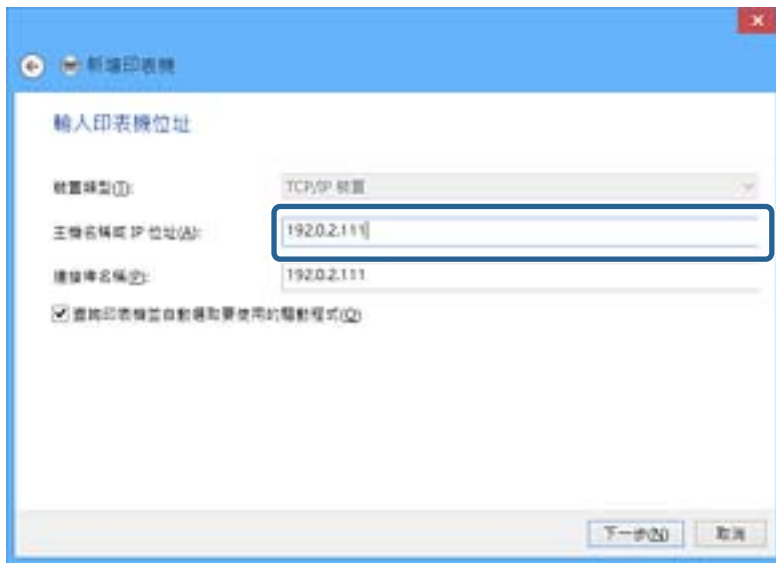 新增印表機
輸入印表機位址
裝置類型(T):
TCP/IP 裝置
主機名稱或 IP 位址(A):
192.0.2.111
連接埠名稱(P):
192.0.2.111
查詢印表機並自動選取要使用的驅動程式(Q)
下一步(N)
取消